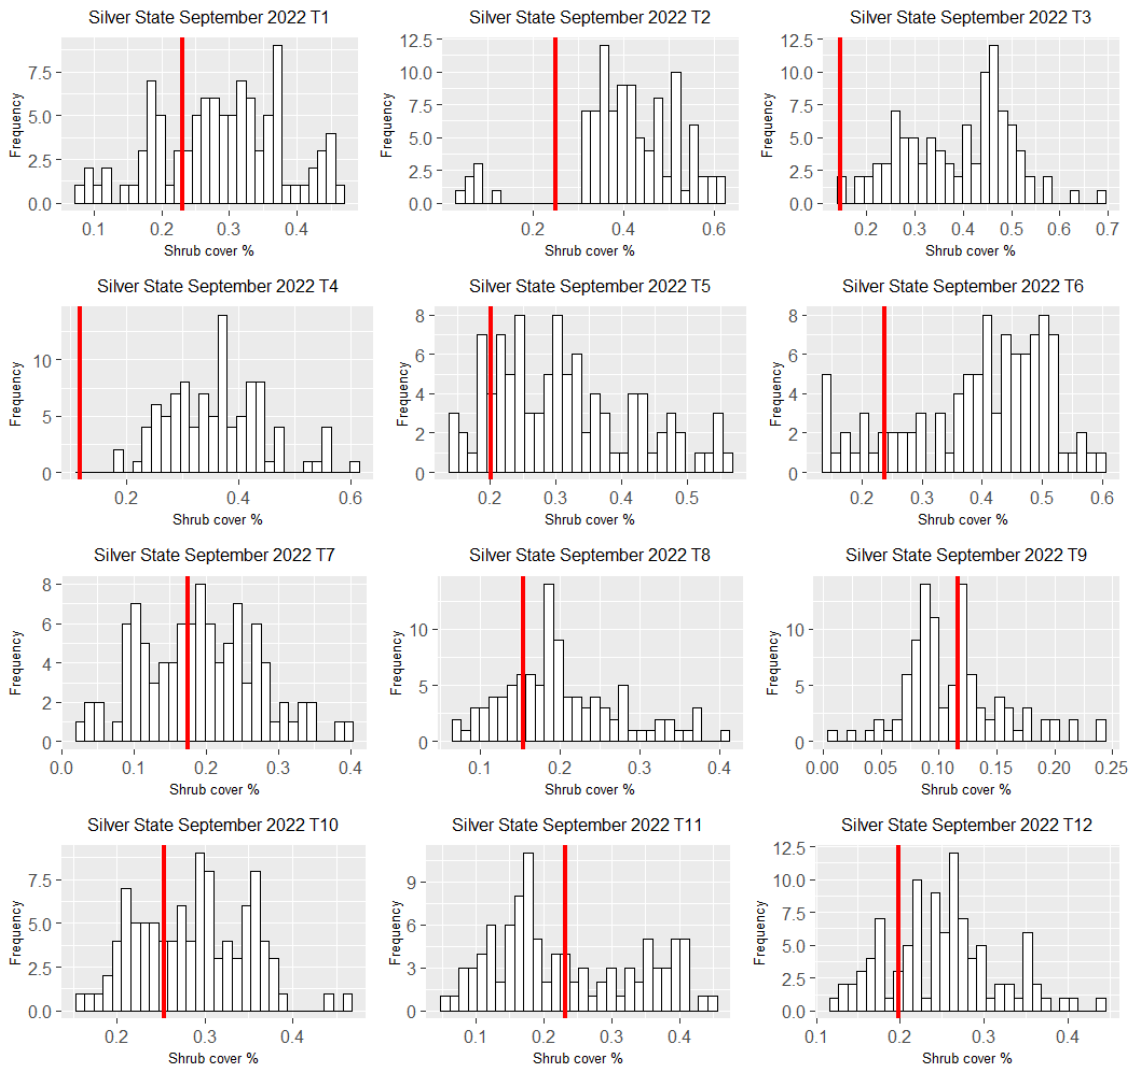 Silver State September 2022 T1
Frequency
7.5
5.0
2.5
0.0
0.1 0.2 0.3 0.4
Shrub cover %
Silver State September 2022 T2
Frequency
12.5
10.0
7.5
5.0
2.5
0.0
0.2 0.4 0.6
Shrub cover %
Silver State September 2022 T3
Frequency
12.5
10.0
7.5
5.0
2.5
0.0
0.2 0.3 0.4 0.5 0.6 0.7
Shrub cover %
Silver State September 2022 T4
Frequency
10
5
0
0.2 0.4 0.6
Shrub cover %
Silver State September 2022 T5
Frequency
8
6
4
2
0
0.2 0.3 0.4 0.5
Shrub cover %
Silver State September 2022 T6
Frequency
8
6
4
2
0
0.2 0.3 0.4 0.5 0.6
Shrub cover %
Silver State September 2022 T7
Frequency
8
6
4
2
0
0.0 0.1 0.2 0.3 0.4
Shrub cover %
Silver State September 2022 T8
Frequency
10
5
0
0.1 0.2 0.3 0.4
Shrub cover %
Silver State September 2022 T9
Frequency
10
5
0
0.00 0.05 0.10 0.15 0.20 0.25
Shrub cover %
Silver State September 2022 T10
Frequency
7.5
5.0
2.5
0.0
0.2 0.3 0.4
Shrub cover %
Silver State September 2022 T11
Frequency
9
6
3
0
0.1 0.2 0.3 0.4
Shrub cover %
Silver State September 2022 T12
Frequency
12.5
10.0
7.5
5.0
2.5
0.0
0.1 0.2 0.3 0.4
Shrub cover %